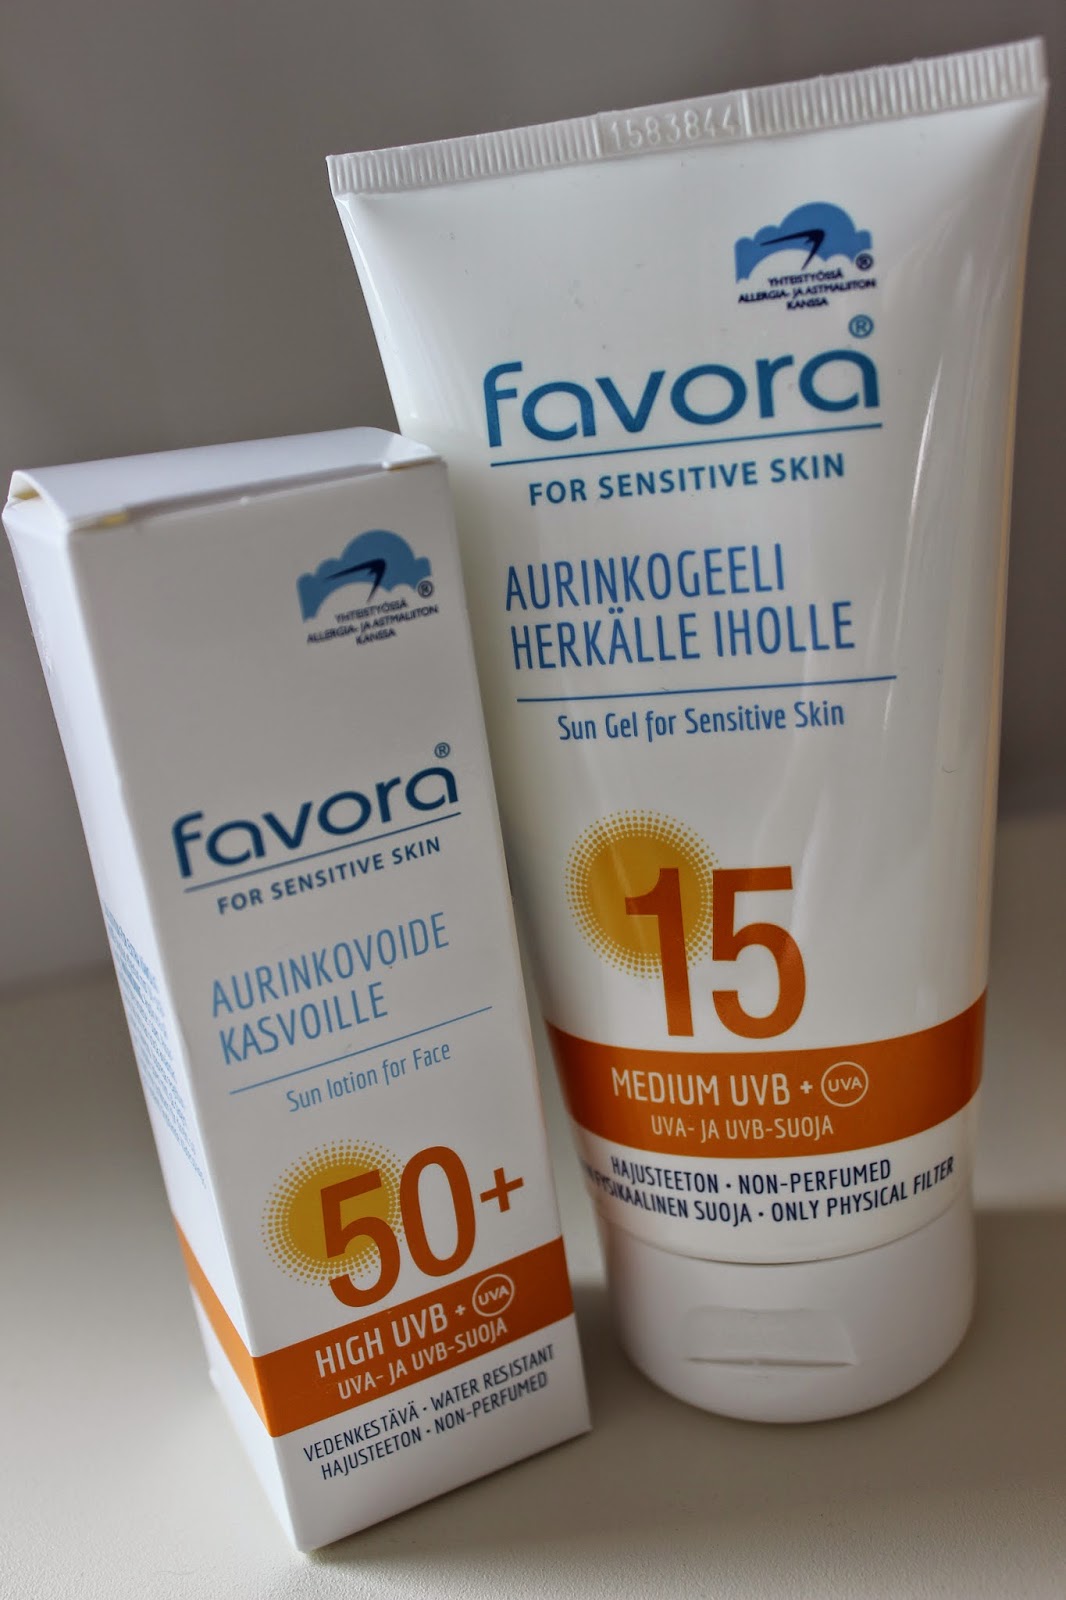 1583844
®
YHTEISTYÖSSÄ
ALLERGIA- JA ASTMALIITON
KANSSA
favora®
FOR SENSITIVE SKIN
AURINKOGEELI
HERKÄLLE IHOLLE
Sun Gel for Sensitive Skin
15
MEDIUM UVB + UVA
UVA- JA UVB-SUOJA
HAJUSTEETON • NON-PERFUMED
FYSIKAALINEN SUOJA • ONLY PHYSICAL FILTER
®
YHTEISTYÖSSÄ
ALLERGIA- JA ASTMALIITON
KANSSA
favora®
FOR SENSITIVE SKIN
AURINKOVOIDE
KASVOILLE
Sun lotion for Face
50+
HIGH UVB + UVA
UVA- JA UVB-SUOJA
VEDENKESTÄVÄ • WATER RESISTANT
HAJUSTEETON • NON-PERFUMED